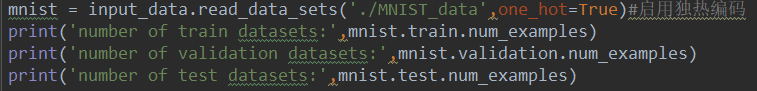 mnist = input_data.read_data_sets('./MNIST_data',one_hot=True)#启用独热编码
print('number of train datasets:',mnist.train.num_examples)
print('number of validation datasets:',mnist.validation.num_examples)
print('number of test datasets:',mnist.test.num_examples)